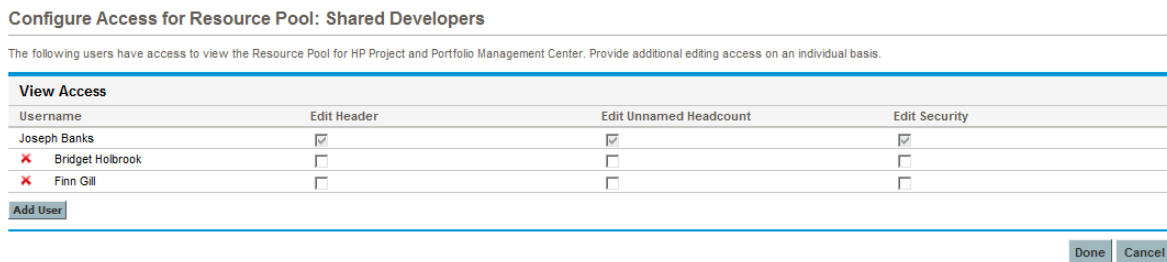 Configure Access for Resource Pool: Shared Developers
The following users have access to view the Resource Pool for HP Project and Portfolio Management Center. Provide additional editing access on an individual basis.
View Access
Username Edit Header Edit Unnamed Headcount Edit Security
Joseph Banks
Bridget Holbrook
Finn Gill
Add User
Done Cancel